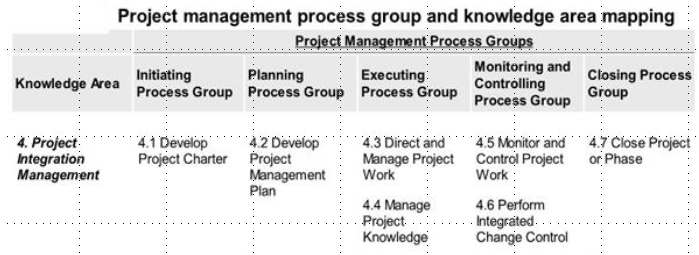 Project management process group and knowledge area mapping
Project Management Process Groups
Knowledge Area
Initiating
Process Group
Planning
Process Group
Executing
Process Group
Monitoring and
Controlling
Process Group
Closing Process
Group
4. Project
Integration
Management
4.1 Develop
Project Charter
4.2 Develop
Project
Management
Plan
4.3 Direct and
Manage Project
Work
4.4 Manage
Project
Knowledge
4.5 Monitor and
Control Project
Work
4.6 Perform
Integrated
Change Control
4.7 Close Project
or Phase